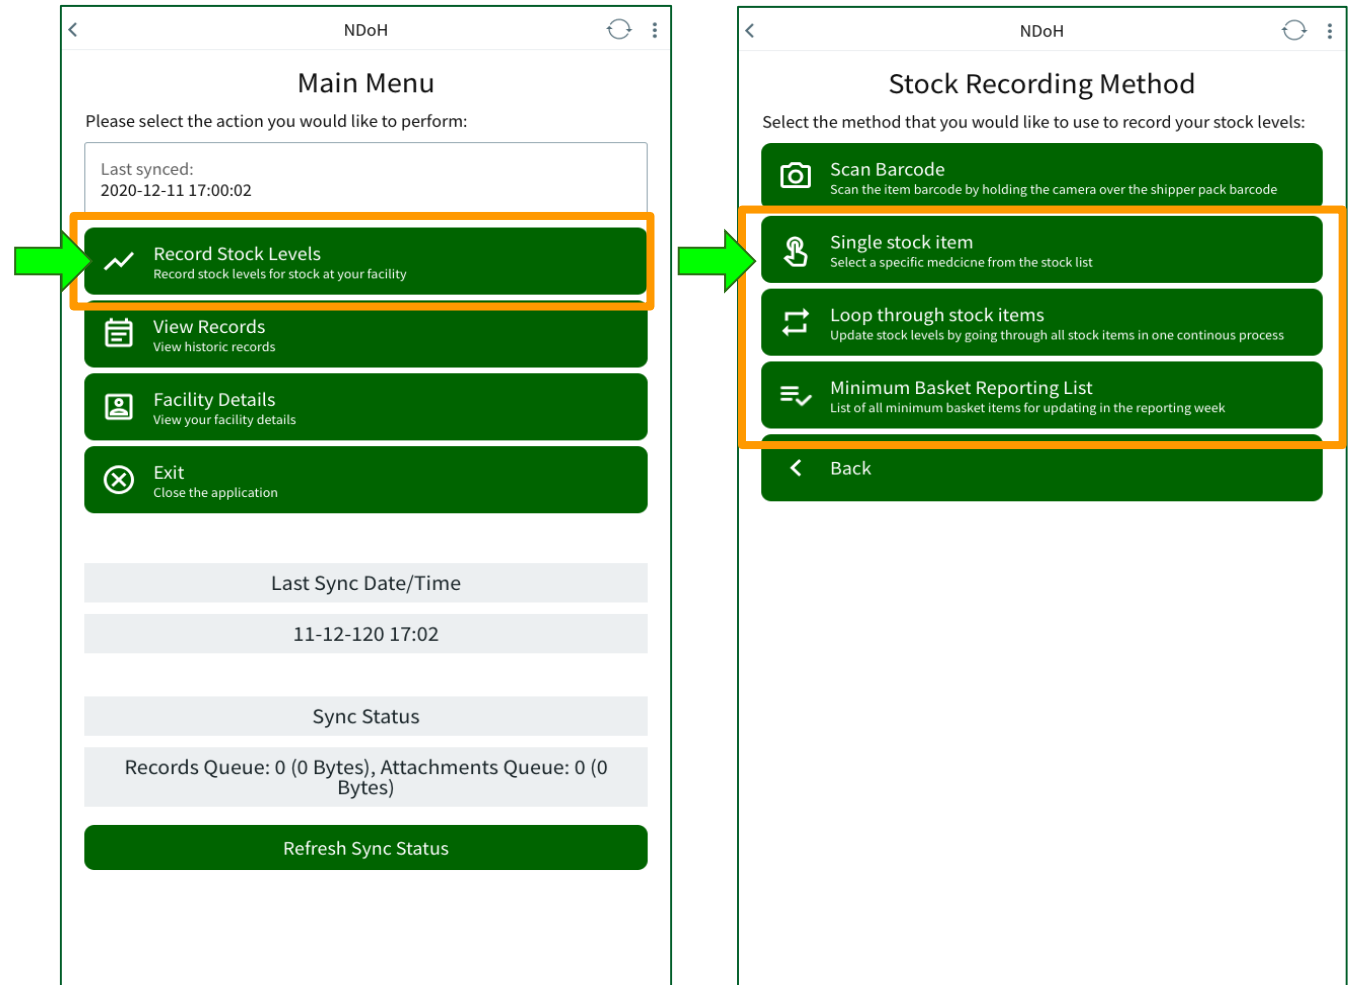 NDoH
Main Menu
Please select the action you would like to perform:
Last synced:
2020-12-11 17:00:02
Record Stock Levels
Record stock levels for stock at your facility
View Records
View historic records
Facility Details
View your facility details
Exit
Close the application
Last Sync Date/Time
11-12-120 17:02
Sync Status
Records Queue: 0 (0 Bytes), Attachments Queue: 0 (0
Bytes)
Refresh Sync Status
NDoH
Stock Recording Method
Select the method that you would like to use to record your stock levels:
Scan Barcode
Scan the item barcode by holding the camera over the shipper pack barcode
Single stock item
Select a specific medcicne from the stock list
Loop through stock items
Update stock levels by going through all stock items in one continous process
Minimum Basket Reporting List
List of all minimum basket items for updating in the reporting week
Back